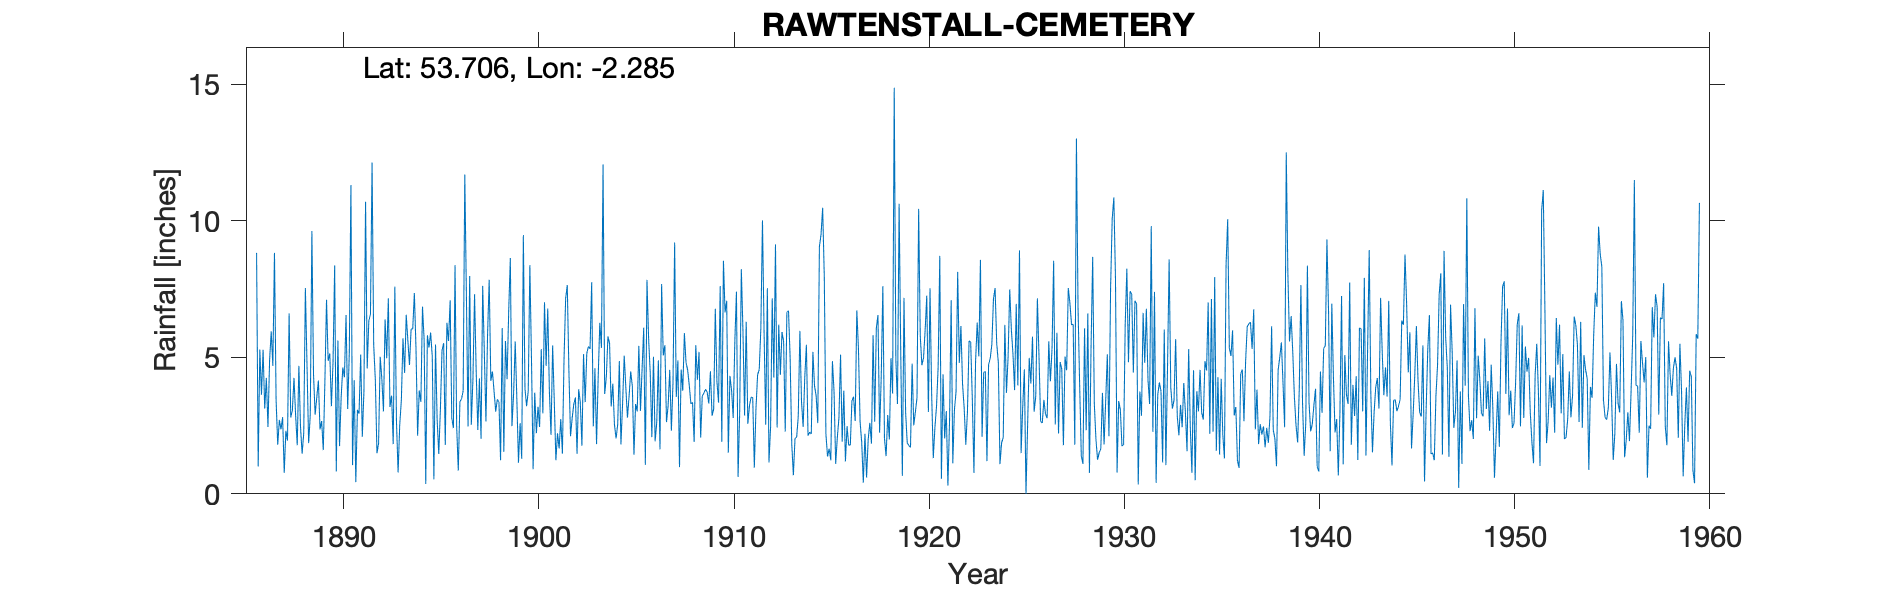 RAWTENSTALL-CEMETERY
Lat: 53.706, Lon: -2.285
15
10
5
0
Rainfall [inches]
1890 1900 1910 1920 1930 1940 1950 1960
Year